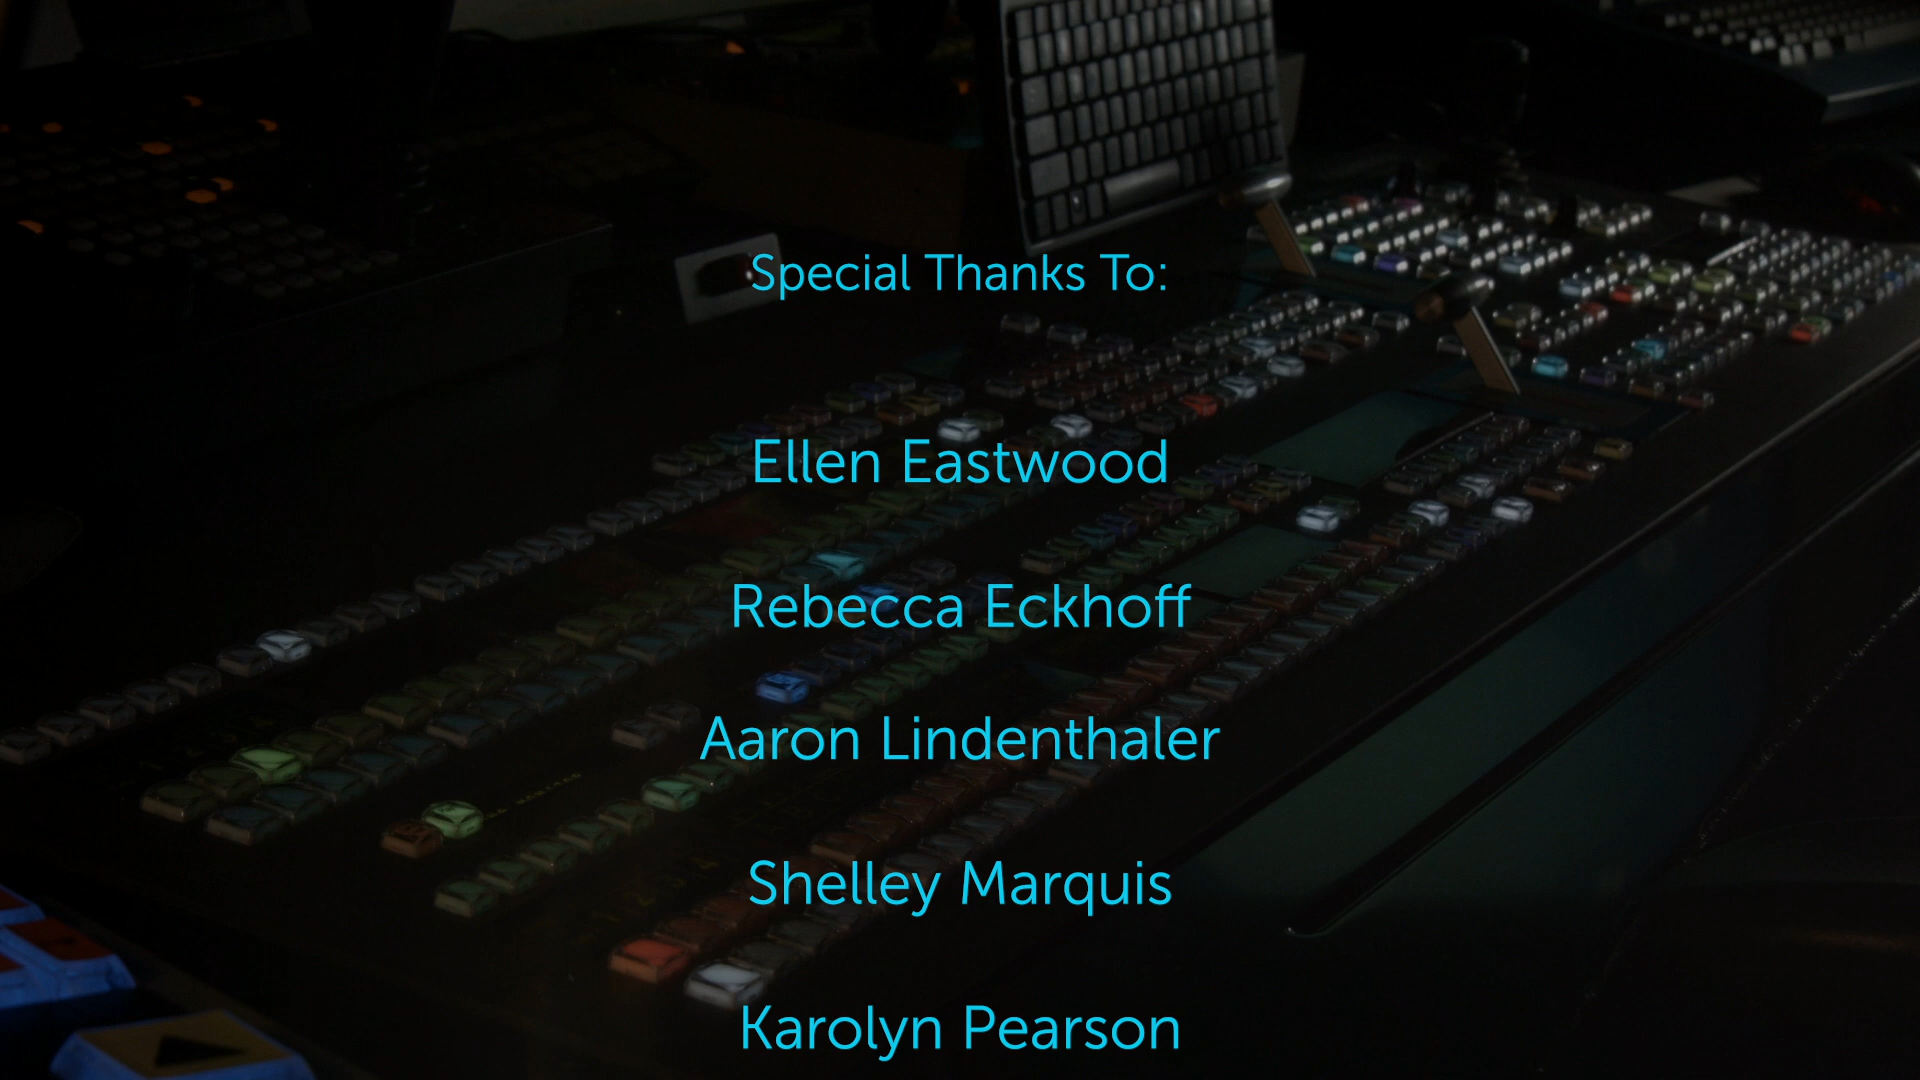 Special Thanks To:
Ellen Eastwood
Rebecca Eckhoff
Aaron Lindenthaler
Shelley Marquis
Karolyn Pearson